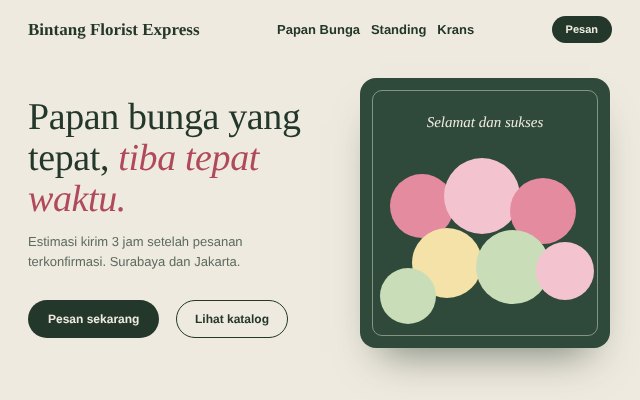 Bintang Florist Express
Papan Bunga Standing Krans
Pesan
Papan bunga yang
tepat, tiba tepat
waktu.
Estimasi kirim 3 jam setelah pesanan
terkonfirmasi. Surabaya dan Jakarta.
Pesan sekarang
Lihat katalog
Selamat dan sukses